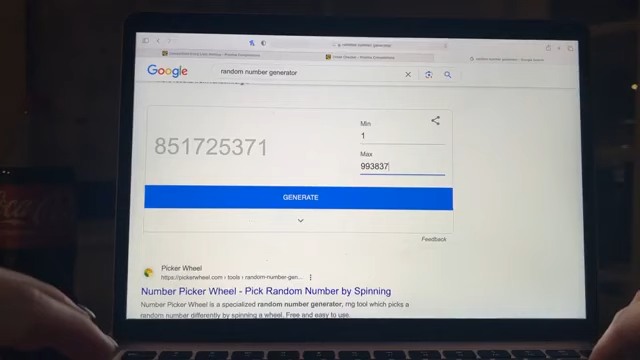 Google
random number generator
851725371
Min
1
Max
993837
GENERATE
Feedback
Picker Wheel
https://pickerwheel.com › tools › random-number-gen...
Number Picker Wheel - Pick Random Number by Spinning
Number Picker Wheel is a specialized random number generator, rng tool which picks a
random number differently by spinning a wheel. Free and easy to use.